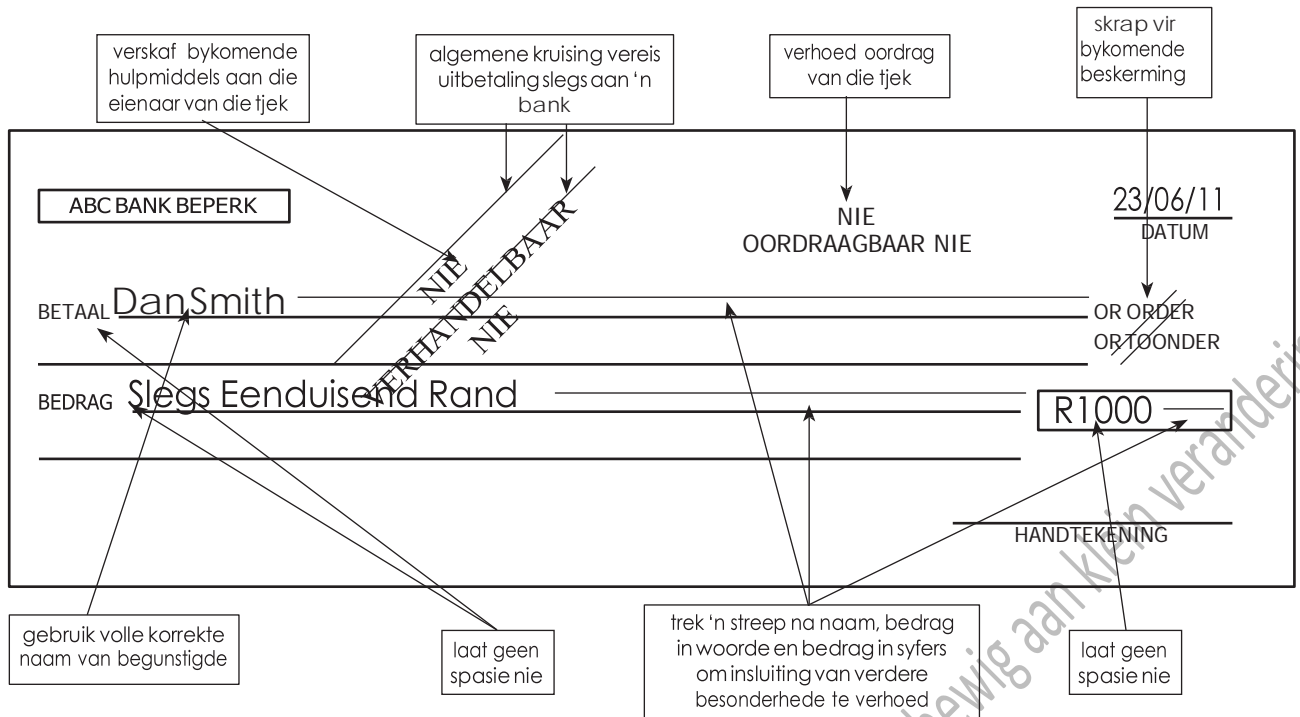 verskaf bykomende
hulpmiddels aan die
eienaar van die tjek
algemene kruising vereis
uitbetaling slegs aan 'n
bank
verhoed oordrag
van die tjek
skrap vir
bykomende
beskerming
ABC BANK BEPERK
NIE
VERHANDELBAAR
NIE
NIE
OORDRAAGBAAR NIE
23/06/11
DATUM
BETAAL Dan Smith
OR ORDER
OR TOONDER
BEDRAG Slegs Eenduisend Rand
R1000
HANDTEKENING
gebruik volle korrekte
naam van begunstigde
laat geen
spasie nie
trek 'n streep na naam, bedrag
in woorde en bedrag in syfers
om insluiting van verdere
besonderhede te verhoed
laat geen
spasie nie
aan klein